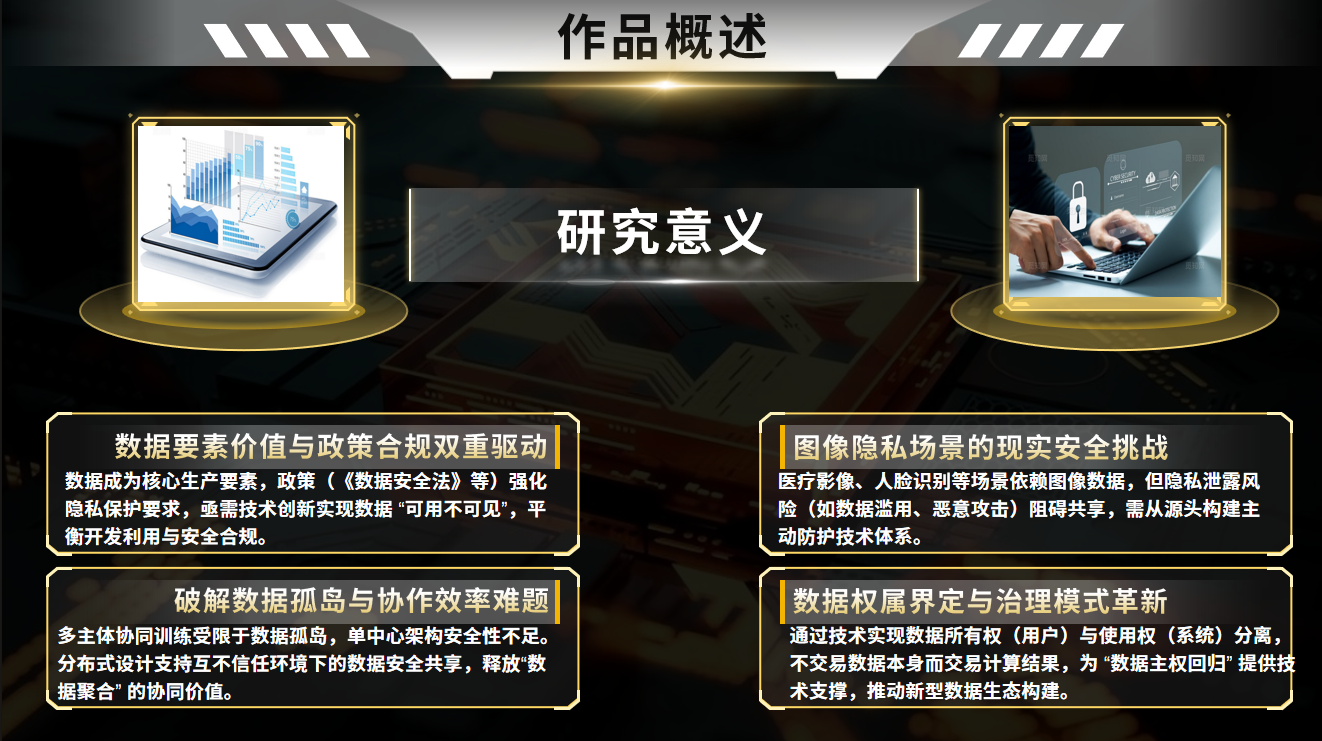 作品概述
研究意义
CYBER SECURITY
数据要素价值与政策合规双重驱动
数据成为核心生产要素，政策（《数据安全法》等）强化
隐私保护要求，亟需技术创新实现数据 “可用不可见”，平
衡开发利用与安全合规。
图像隐私场景的现实安全挑战
医疗影像、人脸识别等场景依赖图像数据，但隐私泄露风
险（如数据滥用、恶意攻击）阻碍共享，需从源头构建主
动防护技术体系。
破解数据孤岛与协作效率难题
多主体协同训练受限于数据孤岛，单中心架构安全性不足。
分布式设计支持互不信任环境下的数据安全共享，释放“数
据聚合” 的协同价值。
数据权属界定与治理模式革新
通过技术实现数据所有权（用户）与使用权（系统）分离，
不交易数据本身而交易计算结果，为 “数据主权回归” 提供技
术支撑，推动新型数据生态构建。